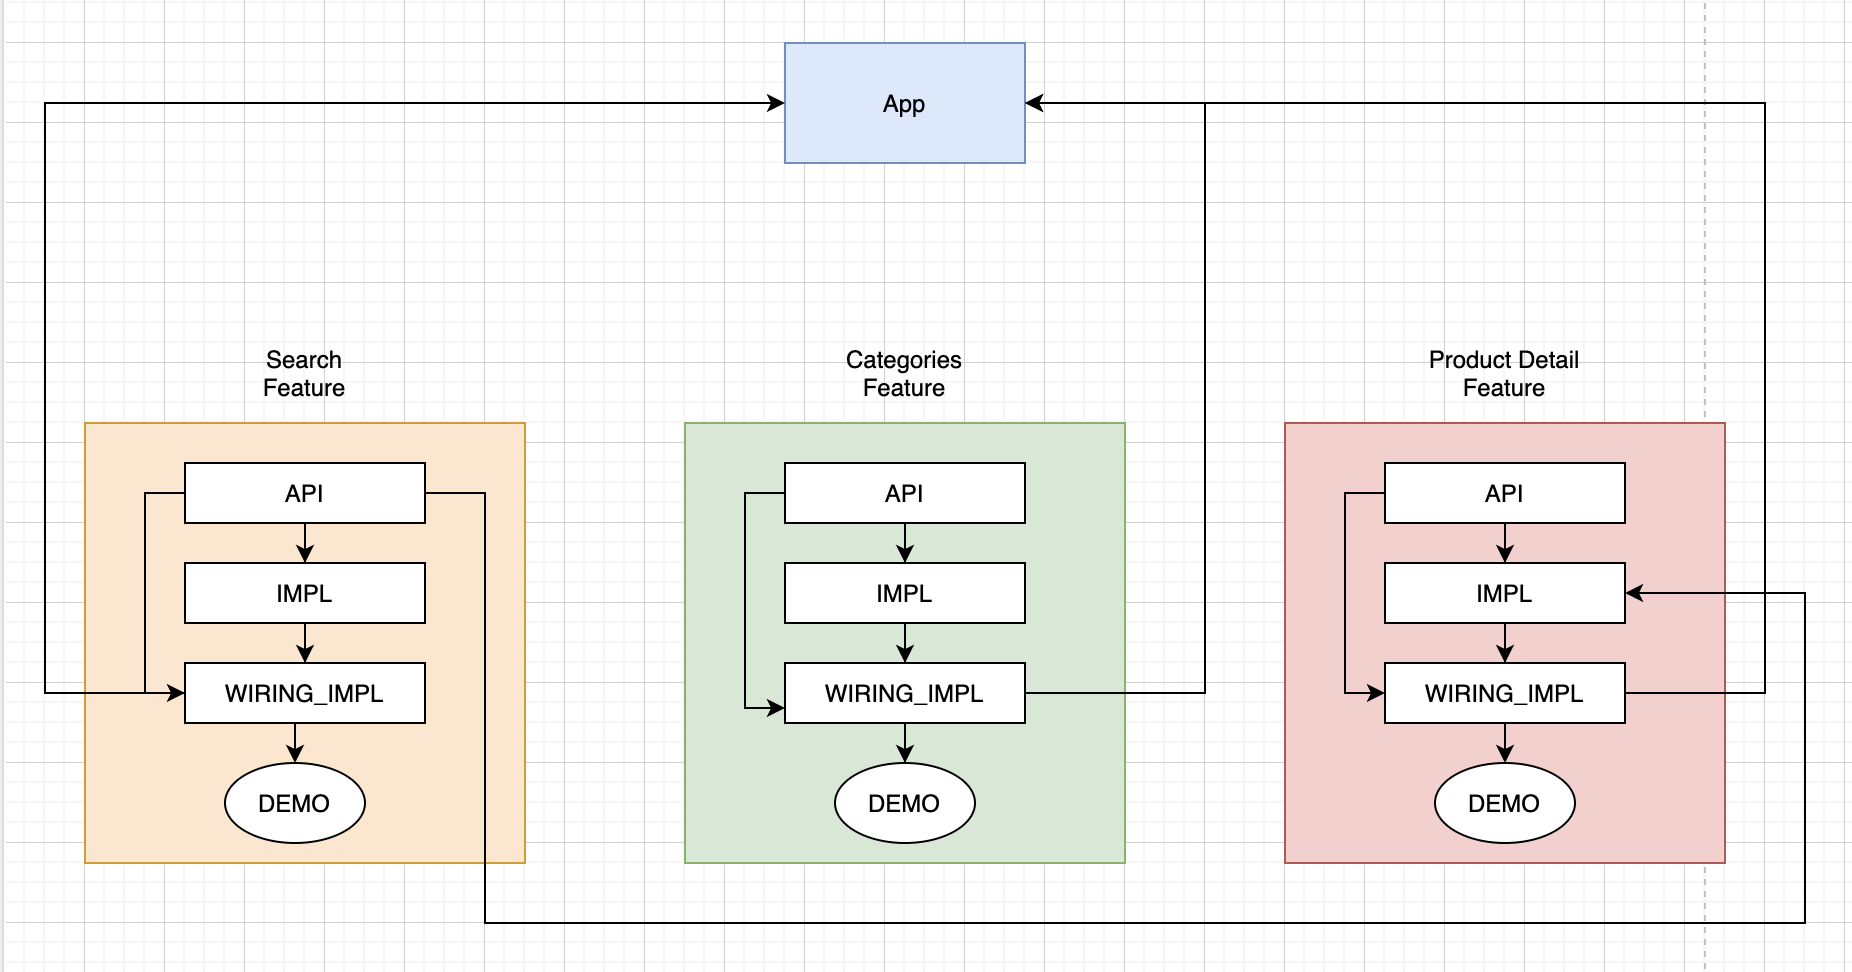 App
Search
Feature
Categories
Feature
Product Detail
Feature
API
IMPL
WIRING_IMPL
DEMO
API
IMPL
WIRING_IMPL
DEMO
API
IMPL
WIRING_IMPL
DEMO